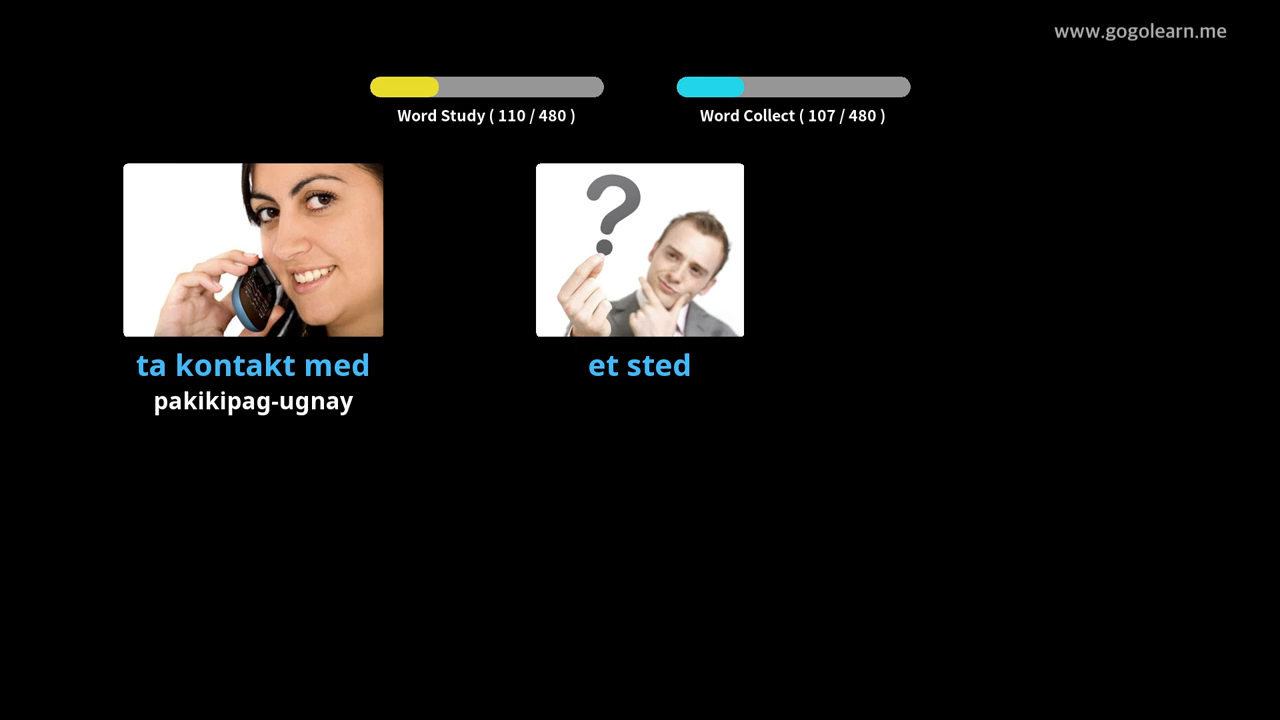 www.gogolearn.me
Word Study ( 110 / 480 )
Word Collect ( 107 / 480 )
ta kontakt med
pakikipag-ugnay
et sted